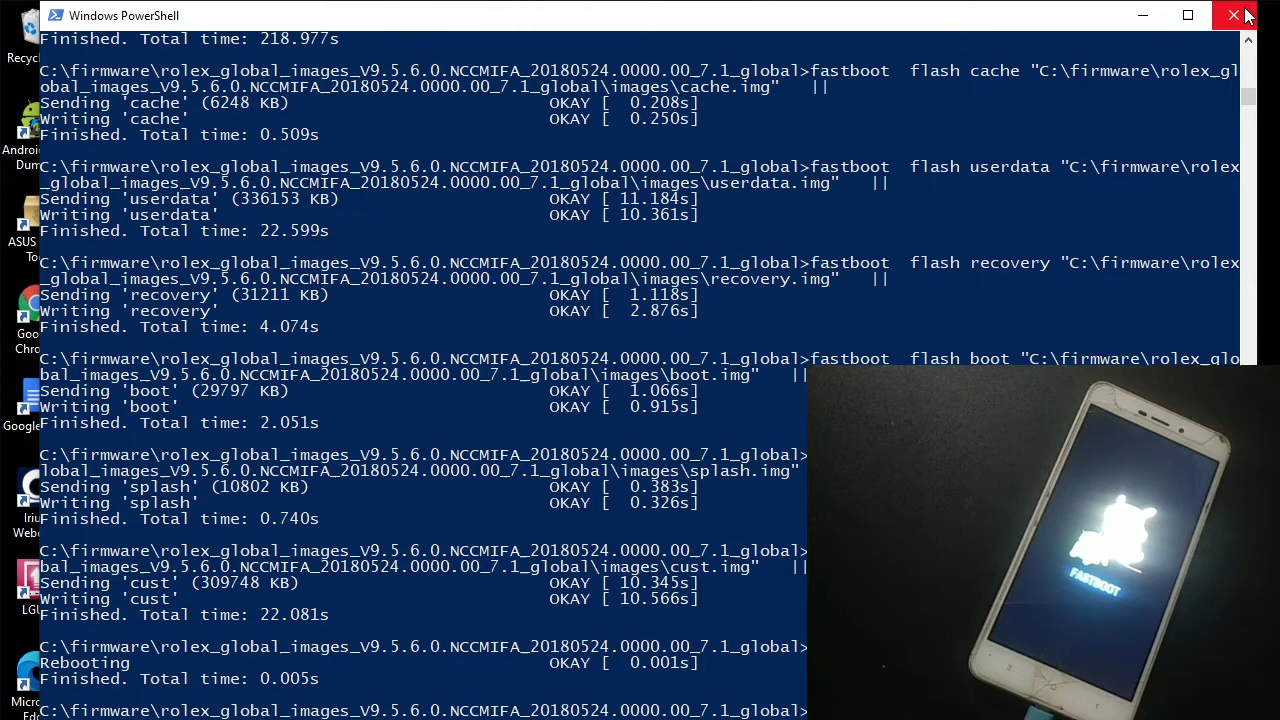 Windows PowerShell
Finished. Total time: 218.977s
C:\firmware\rolex_global_images_V9.5.6.0.NCCMIFA_20180524.0000.00_7.1_global>fastboot  flash cache "C:\firmware\rolex_gl
obal_images_V9.5.6.0.NCCMIFA_20180524.0000.00_7.1_global\images\cache.img"    ||
Sending 'cache' (6248 KB)                          OKAY [  0.208s]
Writing 'cache'                                    OKAY [  0.250s]
Finished. Total time: 0.509s
C:\firmware\rolex_global_images_V9.5.6.0.NCCMIFA_20180524.0000.00_7.1_global>fastboot  flash userdata "C:\firmware\rolex
_global_images_V9.5.6.0.NCCMIFA_20180524.0000.00_7.1_global\images\userdata.img"    ||
Sending 'userdata' (336153 KB)                     OKAY [ 11.184s]
Writing 'userdata'                                 OKAY [ 10.361s]
Finished. Total time: 22.599s
C:\firmware\rolex_global_images_V9.5.6.0.NCCMIFA_20180524.0000.00_7.1_global>fastboot  flash recovery "C:\firmware\rolex
_global_images_V9.5.6.0.NCCMIFA_20180524.0000.00_7.1_global\images\recovery.img"    ||
Sending 'recovery' (31211 KB)                      OKAY [  1.118s]
Writing 'recovery'                                 OKAY [  2.876s]
Finished. Total time: 4.074s
C:\firmware\rolex_global_images_V9.5.6.0.NCCMIFA_20180524.0000.00_7.1_global>fastboot  flash boot "C:\firmware\rolex_glo
bal_images_V9.5.6.0.NCCMIFA_20180524.0000.00_7.1_global\images\boot.img"    ||
Sending 'boot' (29797 KB)                          OKAY [  1.066s]
Writing 'boot'                                     OKAY [  0.915s]
Finished. Total time: 2.051s
C:\firmware\rolex_global_images_V9.5.6.0.NCCMIFA_20180524.0000.00_7.1_global>
lobal_images_V9.5.6.0.NCCMIFA_20180524.0000.00_7.1_global\images\splash.img"
Sending 'splash' (10802 KB)                        OKAY [  0.383s]
Writing 'splash'                                   OKAY [  0.326s]
Finished. Total time: 0.740s
C:\firmware\rolex_global_images_V9.5.6.0.NCCMIFA_20180524.0000.00_7.1_global>
bal_images_V9.5.6.0.NCCMIFA_20180524.0000.00_7.1_global\images\cust.img"    ||
Sending 'cust' (309748 KB)                         OKAY [ 10.345s]
Writing 'cust'                                     OKAY [ 10.566s]
Finished. Total time: 22.081s
C:\firmware\rolex_global_images_V9.5.6.0.NCCMIFA_20180524.0000.00_7.1_global>
Rebooting                                          OKAY [  0.001s]
Finished. Total time: 0.005s
C:\firmware\rolex_global_images_V9.5.6.0.NCCMIFA_20180524.0000.00_7.1_global>
Recyc
Android
Dum
ASUS
To
Goo
Chro
Google
Iriu
Webc
LGU
Micro
Edg
FASTBOOT